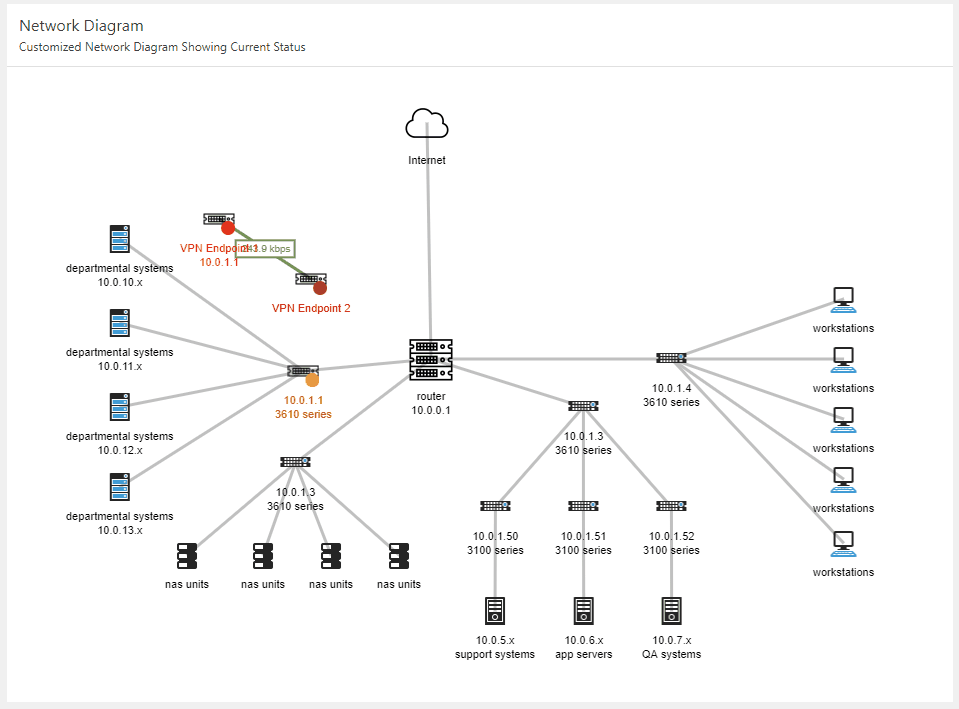 Network Diagram
Customized Network Diagram Showing Current Status
Internet
VPN Endpoint 1
10.0.1.1
243.9 kbps
VPN Endpoint 2
departmental systems
10.0.10.x
departmental systems
10.0.11.x
departmental systems
10.0.12.x
departmental systems
10.0.13.x
10.0.1.1
3610 series
router
10.0.0.1
10.0.1.3
3610 series
nas units
nas units
nas units
nas units
10.0.1.3
3610 series
10.0.1.50
3100 series
10.0.1.51
3100 series
10.0.1.52
3100 series
10.0.5.x
support systems
10.0.6.x
app servers
10.0.7.x
QA systems
10.0.1.4
3610 series
workstations
workstations
workstations
workstations
workstations